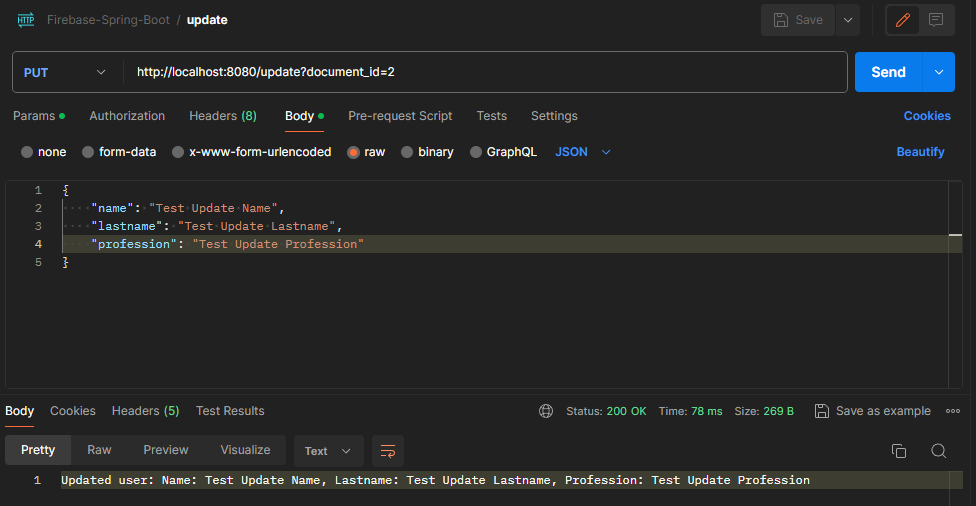 HTTP Firebase-Spring-Boot / update Save
PUT http://localhost:8080/update?document_id=2 Send
Params Authorization Headers (8) Body Pre-request Script Tests Settings Cookies
none form-data x-www-form-urlencoded raw binary GraphQL JSON Beautify
1 {
2 "name": "Test Update Name",
3 "lastname": "Test Update Lastname",
4 "profession": "Test Update Profession"
5 }
Body Cookies Headers (5) Test Results Status: 200 OK Time: 78 ms Size: 269 B Save as example
Pretty Raw Preview Visualize Text
1 Updated user: Name: Test Update Name, Lastname: Test Update Lastname, Profession: Test Update Profession